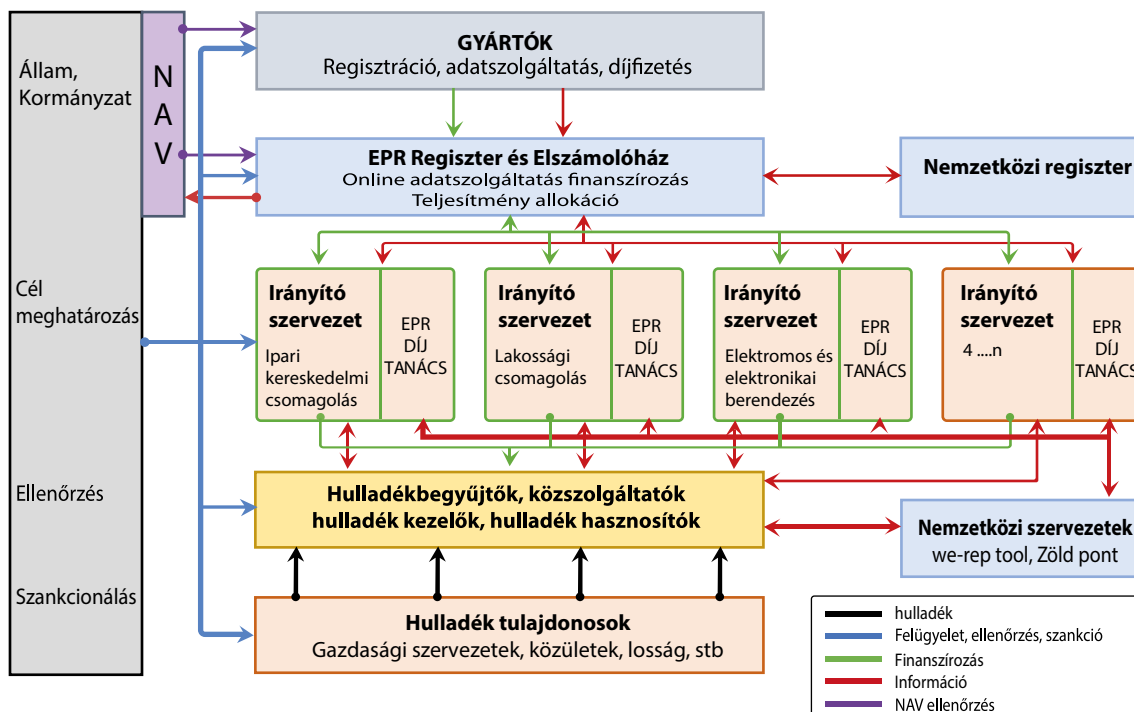 Állam,
Kormányzat
Cél
meghatározás
Ellenőrzés
Szankcionálás
N
A
V
GYÁRTÓK
Regisztráció, adatszolgáltatás, díjfizetés
EPR Regiszter és Elszámolóház
Online adatszolgáltatás finanszírozás
Teljesítmény allokáció
Nemzetközi regiszter
Irányító
szervezet
Ipari
kereskedelmi
csomagolás
EPR
DÍJ
TANÁCS
Irányító
szervezet
Lakossági
csomagolás
EPR
DÍJ
TANÁCS
Irányító
szervezet
Elektromos és
elektronikai
berendezés
EPR
DÍJ
TANÁCS
Irányító
szervezet
4 ....n
EPR
DÍJ
TANÁCS
Hulladékbegyűjtők, közszolgáltatók
hulladék kezelők, hulladék hasznosítók
Nemzetközi szervezetek
we-rep tool, Zöld pont
Hulladék tulajdonosok
Gazdasági szervezetek, közületek, losság, stb
hulladék
Felügyelet, ellenőrzés, szankció
Finanszírozás
Információ
NAV ellenőrzés